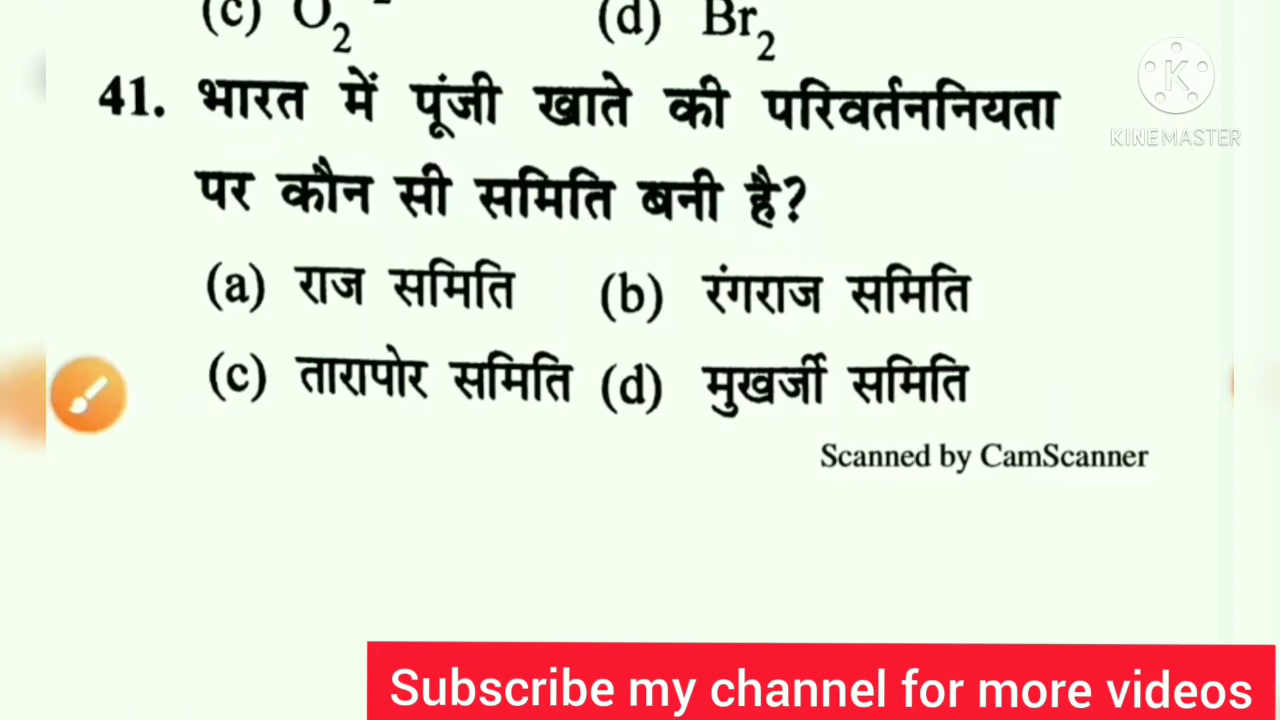 (c) O₂ (d) Br₂
41. भारत में पूंजी खाते की परिवर्तननियता
पर कौन सी समिति बनी है?
(a) राज समिति (b) रंगराज समिति
(c) तारापोर समिति (d) मुखर्जी समिति
Scanned by CamScanner
K
KINEMASTER
Subscribe my channel for more videos